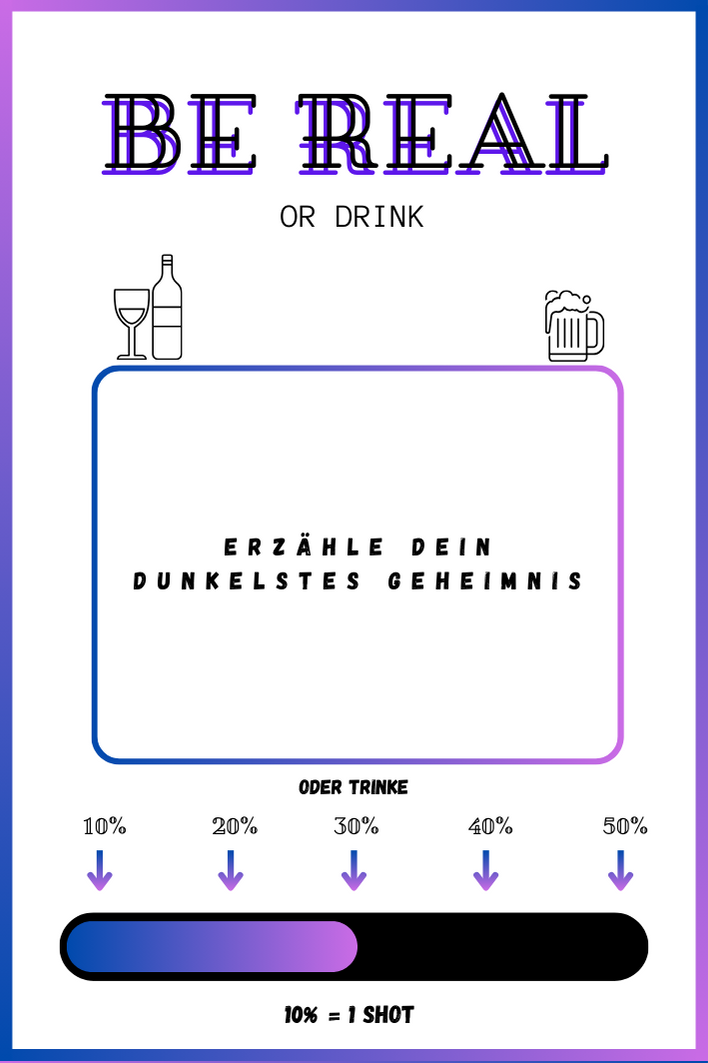 BE REAL
OR DRINK
ERZÄHLE DEIN
DUNKELSTES GEHEIMNIS
ODER TRINKE
10% 20% 30% 40% 50%
10% = 1 SHOT